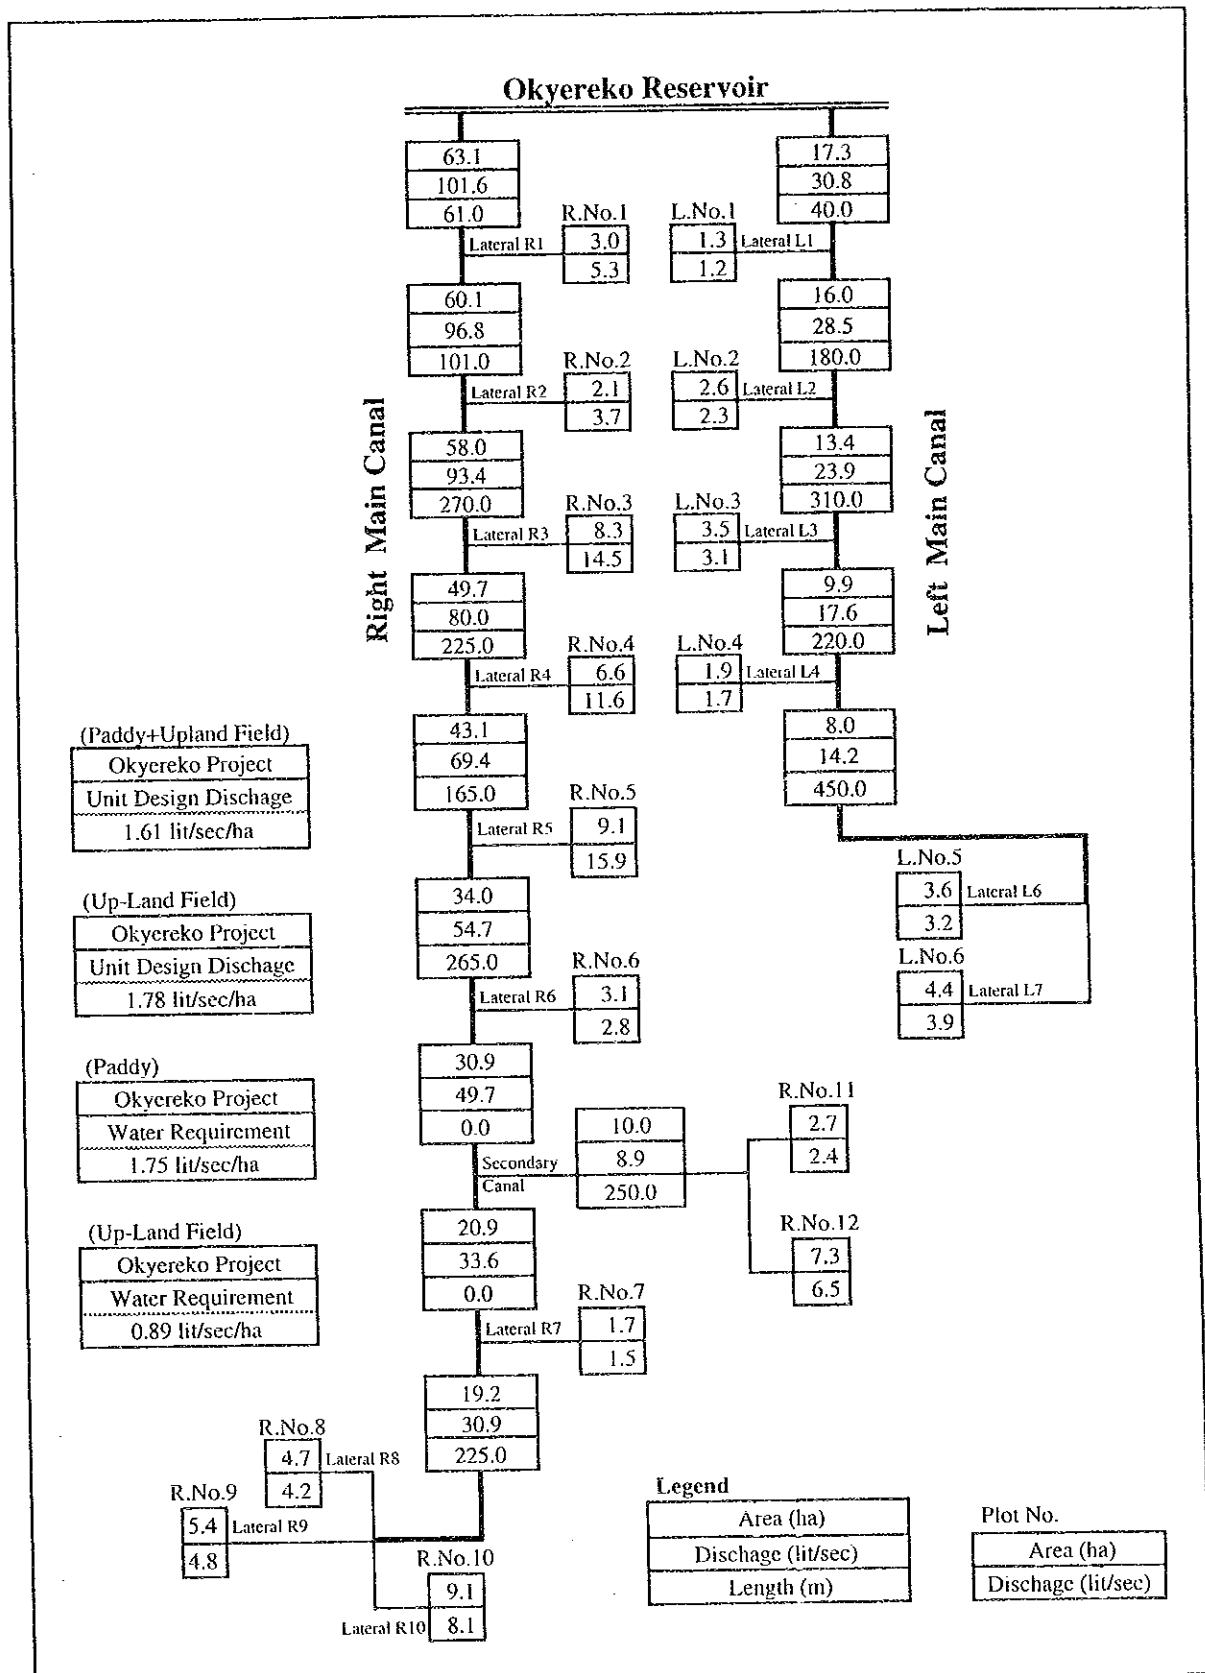 Okyereko Reservoir
63.1
101.6
61.0
17.3
30.8
40.0
R.No.1
Lateral R1
3.0
5.3
L.No.1
1.3
1.2
Lateral L1
60.1
96.8
101.0
16.0
28.5
180.0
R.No.2
Lateral R2
2.1
3.7
L.No.2
2.6
2.3
Lateral L2
Right Main Canal
Left Main Canal
58.0
93.4
270.0
13.4
23.9
310.0
R.No.3
Lateral R3
8.3
14.5
L.No.3
3.5
3.1
Lateral L3
49.7
80.0
225.0
9.9
17.6
220.0
R.No.4
Lateral R4
6.6
11.6
L.No.4
1.9
1.7
Lateral L4
43.1
69.4
165.0
8.0
14.2
450.0
(Paddy+Upland Field)
Okyereko Project
Unit Design Dischage
1.61 lit/sec/ha
R.No.5
Lateral R5
9.1
15.9
L.No.5
3.6
3.2
Lateral L6
(Up-Land Field)
Okyereko Project
Unit Design Dischage
1.78 lit/sec/ha
34.0
54.7
265.0
R.No.6
Lateral R6
3.1
2.8
L.No.6
4.4
3.9
Lateral L7
(Paddy)
Okyereko Project
Water Requirement
1.75 lit/sec/ha
30.9
49.7
0.0
Secondary
Canal
10.0
8.9
250.0
R.No.11
2.7
2.4
R.No.12
7.3
6.5
(Up-Land Field)
Okyereko Project
Water Requirement
0.89 lit/sec/ha
20.9
33.6
0.0
R.No.7
Lateral R7
1.7
1.5
19.2
30.9
225.0
R.No.8
4.7
4.2
Lateral R8
R.No.9
5.4
4.8
Lateral R9
R.No.10
Lateral R10
9.1
8.1
Legend
Area (ha)
Dischage (lit/sec)
Length (m)
Plot No.
Area (ha)
Dischage (lit/sec)